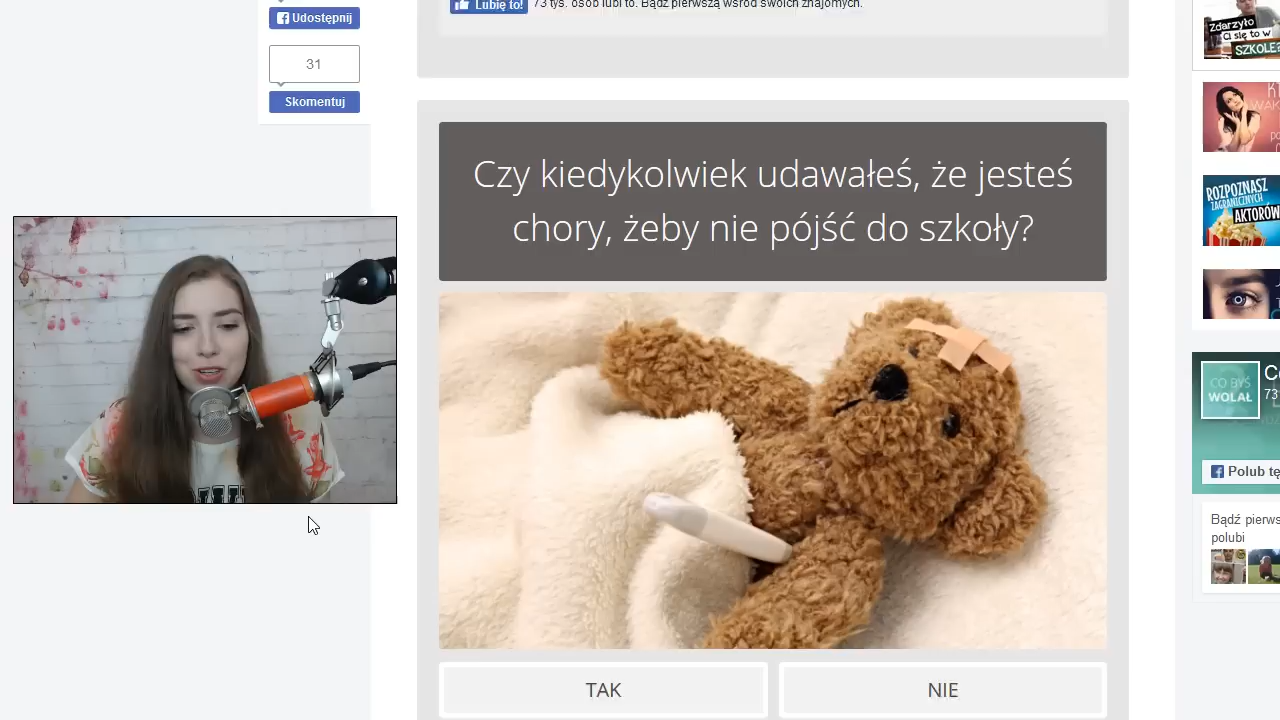 Lubię to!
73 tys. osób lubi to. Bądź pierwszą wśród swoich znajomych.
Udostępnij
31
Skomentuj
Czy kiedykolwiek udawałeś, że jesteś
chory, żeby nie pójść do szkoły?
TAK
NIE
Zdarzyło
Ci się to w
SZKOLE?
ROZPOZNASZ
ZAGRANICZNYCH
AKTORÓW
CO BYŚ
WOLAŁ
Co
73
Polub tę
Bądź pierws
polubi